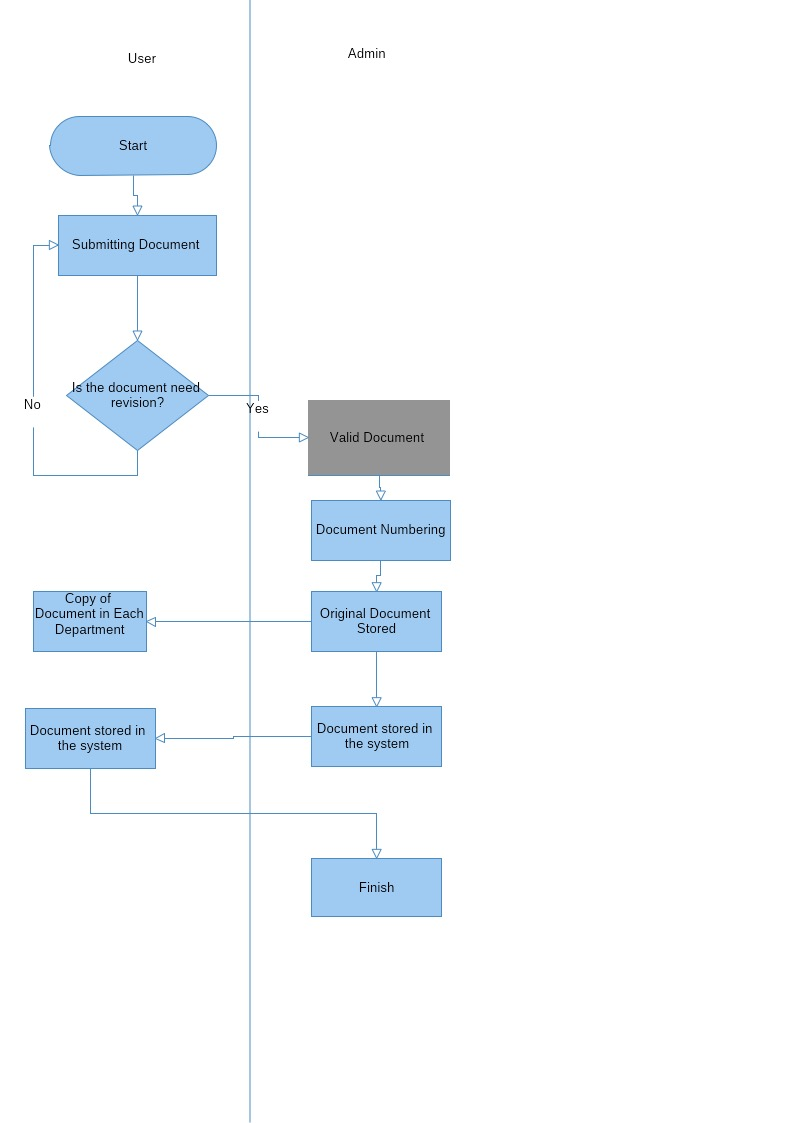 User
Admin
Start
Submitting Document
Is the document need
revision?
No
Yes
Valid Document
Document Numbering
Copy of
Document in Each
Department
Original Document
Stored
Document stored in
the system
Document stored in
the system
Finish